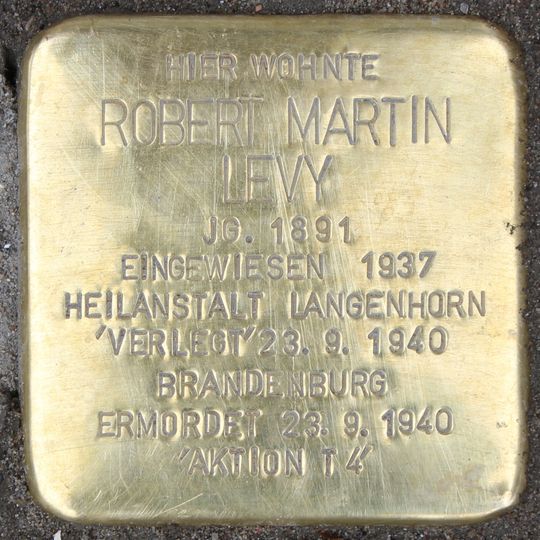 HIER WOHNTE
ROBERT MARTIN
LEVY
JG. 1891
EINGEWIESEN 1937
HEILANSTALT LANGENHORN
'VERLEGT' 23. 9. 1940
BRANDENBURG
ERMORDET 23. 9. 1940
'AKTION T4'